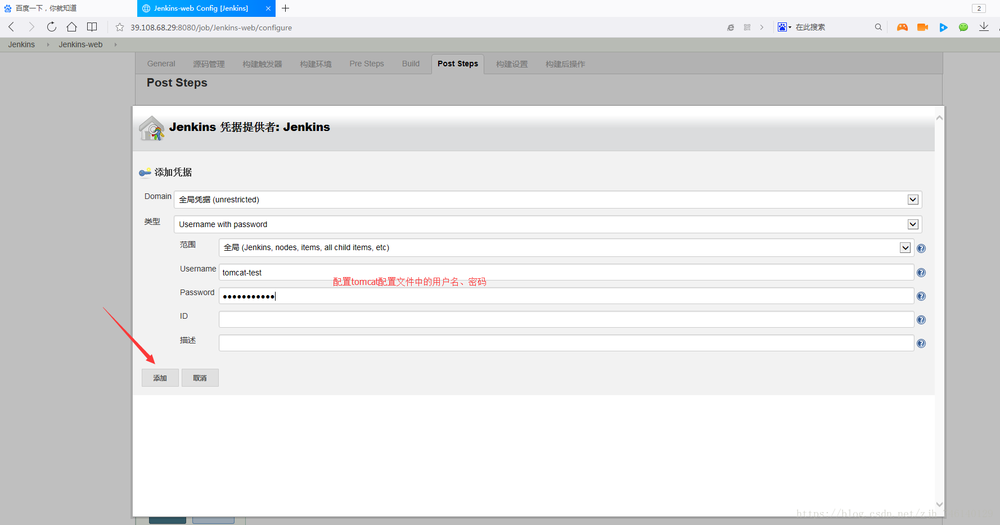 百度一下，你就知道
Jenkins-web Config [Jenkins]
2
39.108.68.29:8080/job/Jenkins-web/configure
在此搜索
Jenkins
Jenkins-web
General 源码管理 构建触发器 构建环境 Pre Steps Build Post Steps 构建设置 构建后操作
Post Steps
Jenkins 凭据提供者: Jenkins
添加凭据
Domain 全局凭据 (unrestricted)
类型 Username with password
范围 全局 (Jenkins, nodes, items, all child items, etc)
Username tomcat-test
配置tomcat配置文件中的用户名、密码
Password ●●●●●●●●●●●
ID
描述
添加 取消